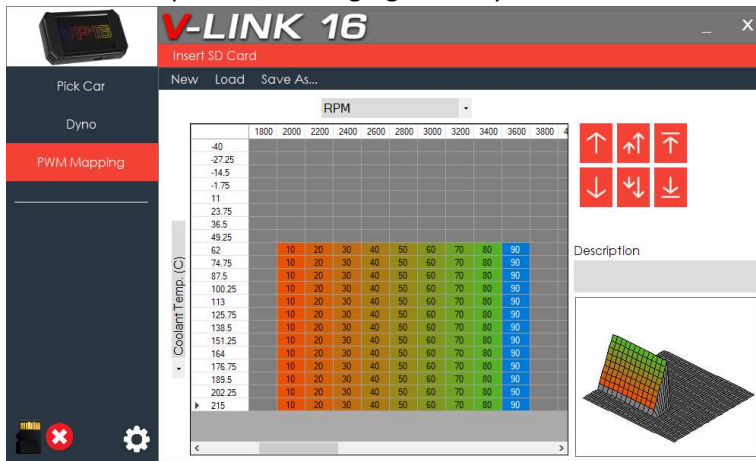 VP16
V-LINK 16
_ X
Insert SD Card
New Load Save As...
Pick Car
Dyno
PWM Mapping
RPM
1800 2000 2200 2400 2600 2800 3000 3200 3400 3600 3800 4
-40
-27.25
-14.5
-1.75
11
23.75
36.5
49.25
62 10 20 30 40 50 60 70 80 90
74.75 10 20 30 40 50 60 70 80 90
87.5 10 20 30 40 50 60 70 80 90
100.25 10 20 30 40 50 60 70 80 90
113 10 20 30 40 50 60 70 80 90
125.75 10 20 30 40 50 60 70 80 90
138.5 10 20 30 40 50 60 70 80 90
151.25 10 20 30 40 50 60 70 80 90
164 10 20 30 40 50 60 70 80 90
176.75 10 20 30 40 50 60 70 80 90
189.5 10 20 30 40 50 60 70 80 90
202.25 10 20 30 40 50 60 70 80 90
215 10 20 30 40 50 60 70 80 90
Coolant Temp. (C)
Description